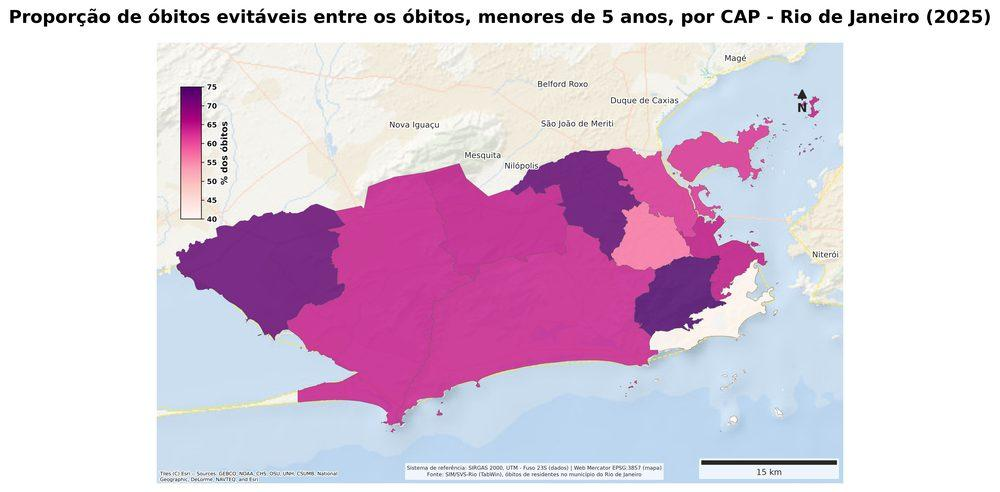 Proporção de óbitos evitáveis entre os óbitos, menores de 5 anos, por CAP - Rio de Janeiro (2025)
Magé
Belford Roxo
Duque de Caxias
N
Nova Iguaçu
São João de Meriti
Mesquita
Nilópolis
Niterói
75
70
65
60
55
50
45
40
% dos óbitos
Tiles (C) Esri -- Sources: GEBCO, NOAA, CHS, OSU, UNH, CSUMB, National
Geographic, DeLorme, NAVTEQ, and Esri
Sistema de referência: SIRGAS 2000, UTM - Fuso 23S (dados) | Web Mercator EPSG:3857 (mapa)
Fonte: SIM/SVS-Rio (TabWin), óbitos de residentes no município do Rio de Janeiro
15 km